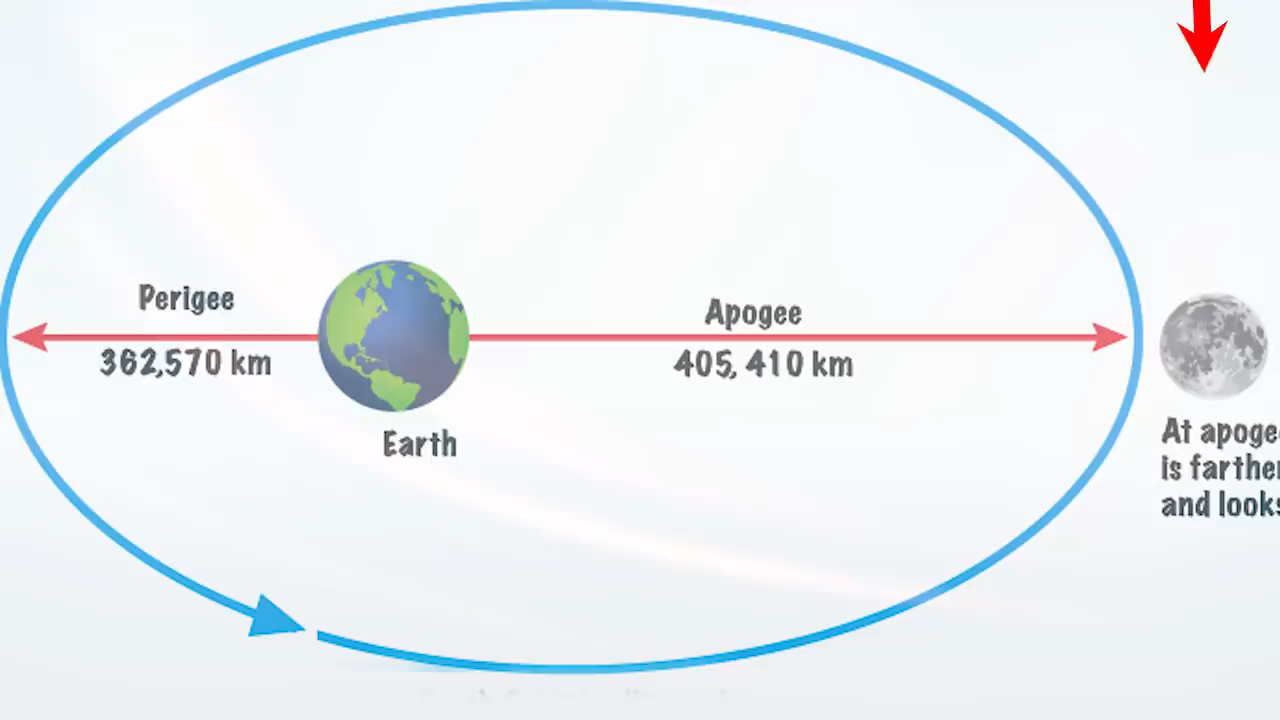 Perigee
362,570 km
Apogee
405, 410 km
Earth
At apoge
is farther
and looks